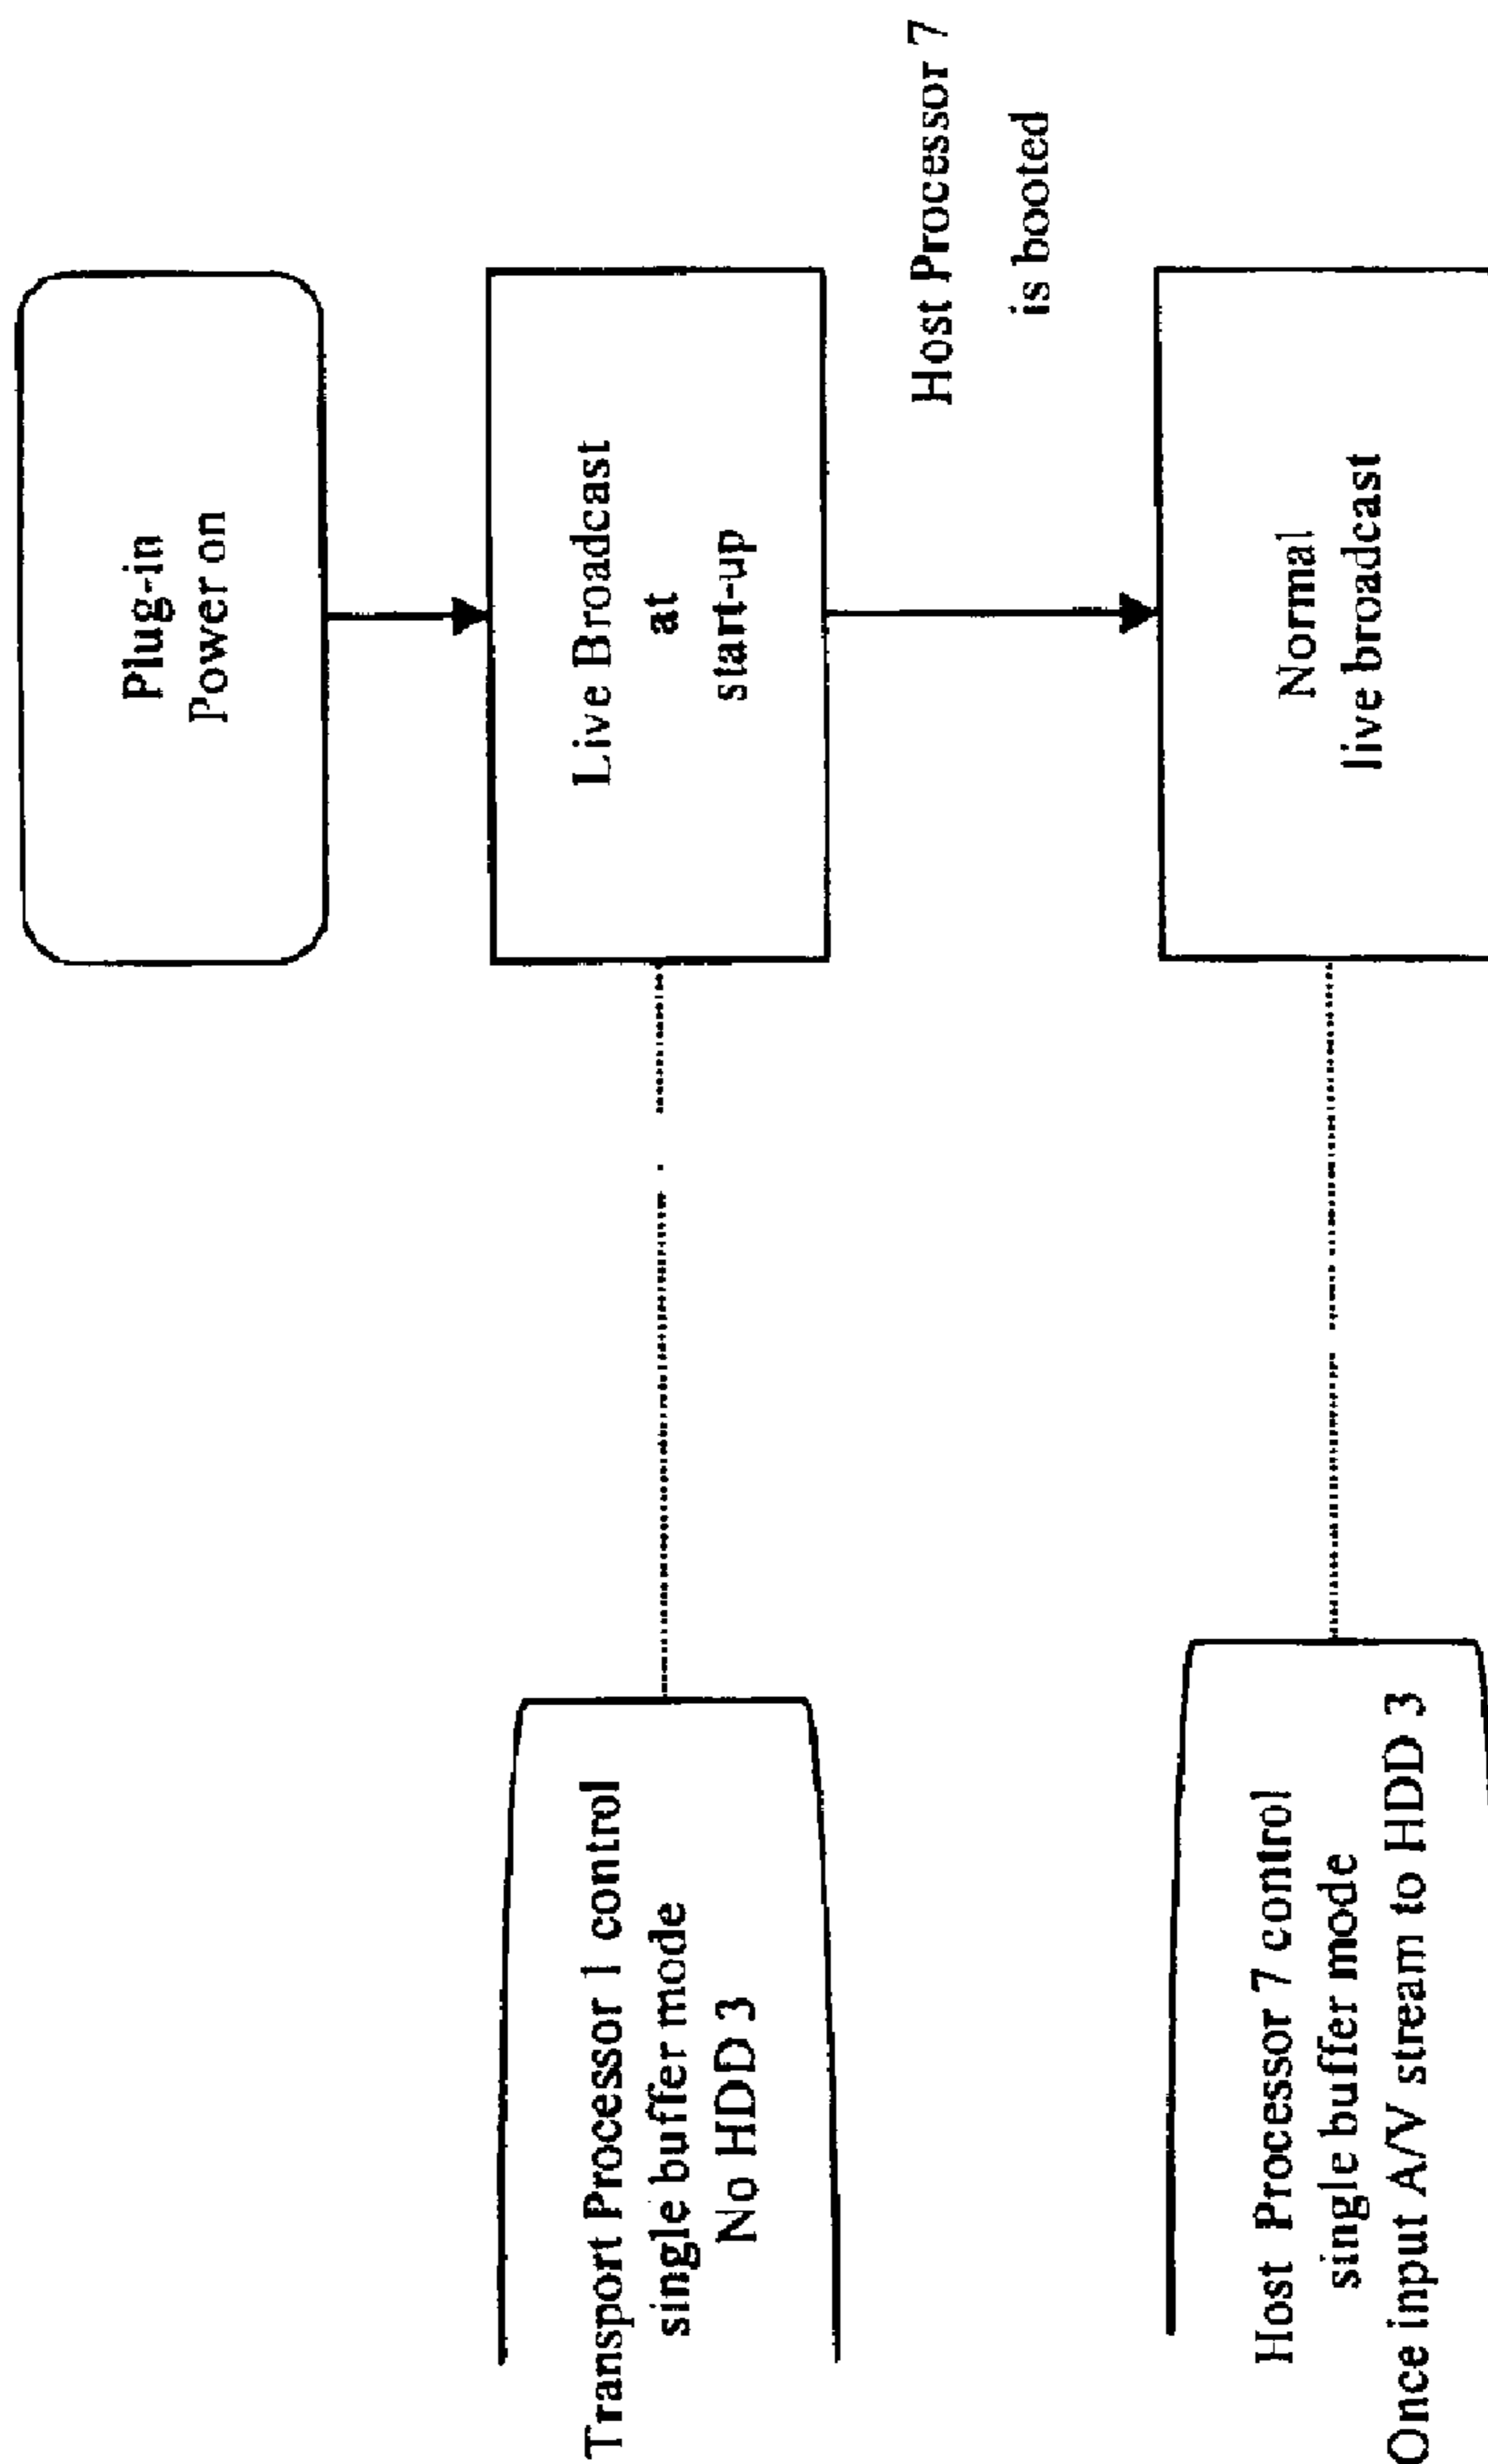 Plug-in
Power on
Live Broadcast
at
start-up
Host Processor 7
is booted
Normal
live broadcast
Transport Processor 1 control
single buffer mode
No HDD 3
Host Processor 7 control
single buffer mode
Once input A/V stream to HDD 3